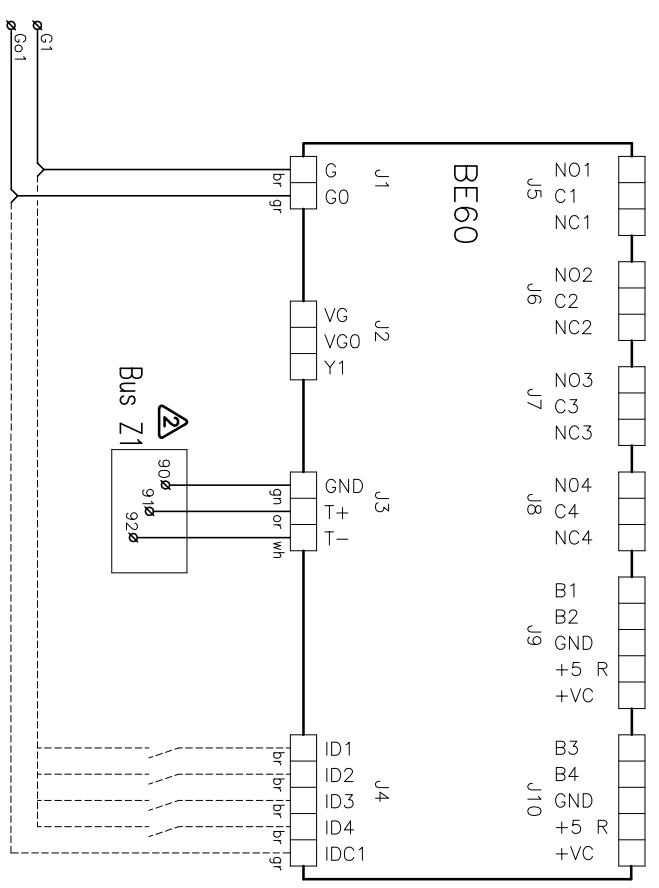 Go1
G1
br
gr
G
G0
J1
BE60
J5
NO1
C1
NC1
VG
VG0
Y1
J2
J6
NO2
C2
NC2
J7
NO3
C3
NC3
Bus Z1
2
90
91
92
gn
or
wh
GND
T+
T-
J3
J8
NO4
C4
NC4
J9
B1
B2
GND
+5 R
+VC
br
br
br
br
gr
ID1
ID2
ID3
ID4
IDC1
J4
J10
B3
B4
GND
+5 R
+VC